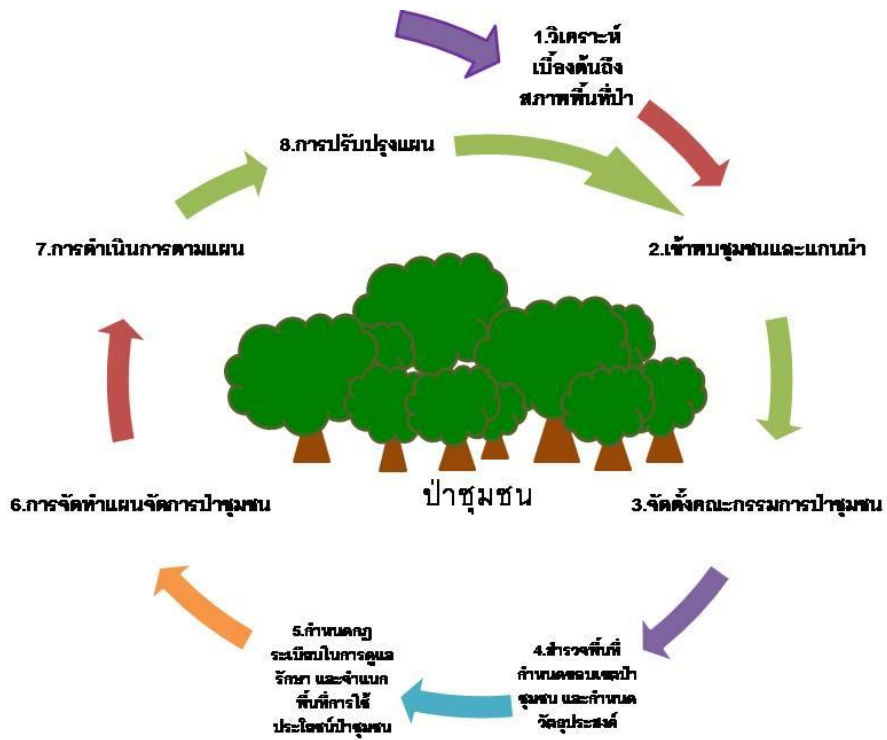 1.วิเคราะห์
เบื้องต้นถึง
สภาพพื้นที่ป่า
2.เข้าพบชุมชนและแกนนำ
3.จัดตั้งคณะกรรมการป่าชุมชน
4.สำรวจพื้นที่
กำหนดขอบเขตป่า
ชุมชน และกำหนด
วัตถุประสงค์
5.กำหนดกฎ
ระเบียบในการดูแล
รักษา และจำแนก
พื้นที่การใช้
ประโยชน์ป่าชุมชน
6.การจัดทำแผนจัดการป่าชุมชน
7.การดำเนินการตามแผน
8.การปรับปรุงแผน
ป่าชุมชน